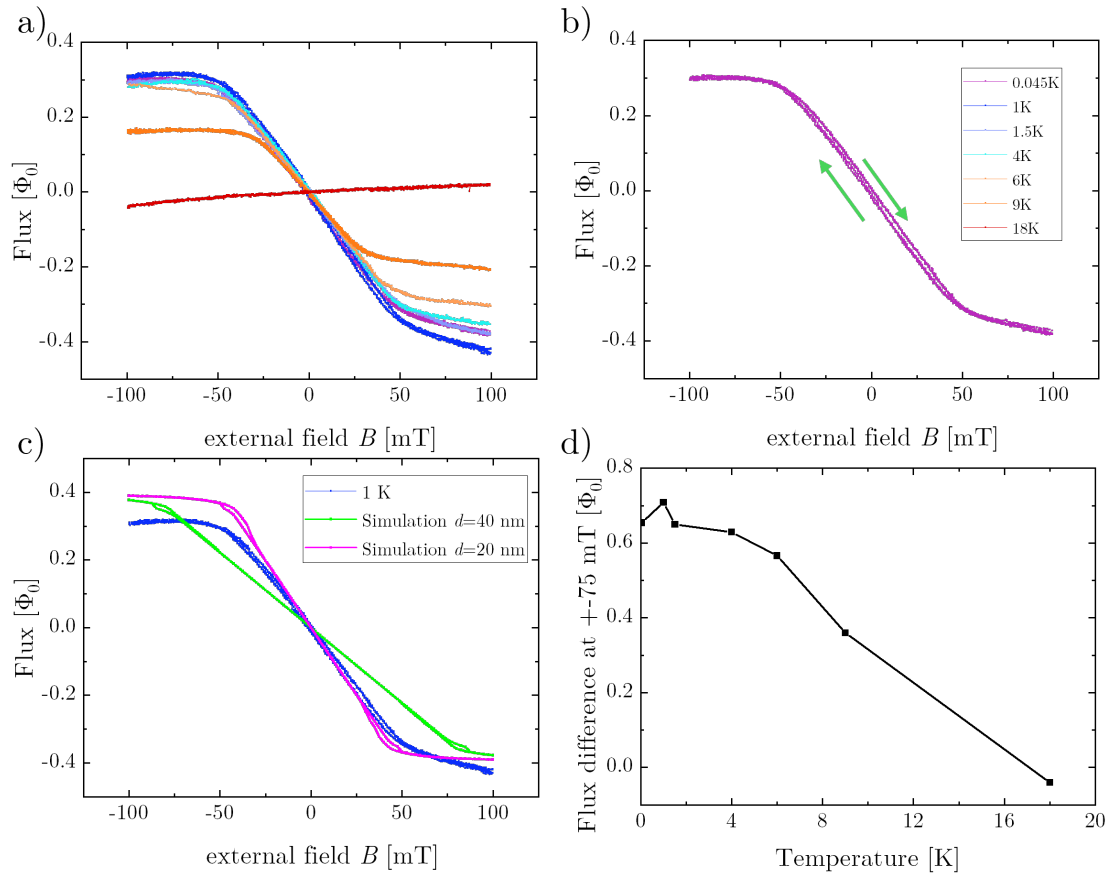 a)
0.4
0.2
0.0
-0.2
-0.4
Flux [Φ0]
-100 -50 0 50 100
external field B [mT]
b)
0.4
0.2
0.0
-0.2
-0.4
Flux [Φ0]
0.045K
1K
1.5K
4K
6K
9K
18K
-100 -50 0 50 100
external field B [mT]
c)
0.4
0.2
0.0
-0.2
-0.4
Flux [Φ0]
1 K
Simulation d=40 nm
Simulation d=20 nm
-100 -50 0 50 100
external field B [mT]
d)
0.8
0.6
0.4
0.2
0.0
Flux difference at +-75 mT [Φ0]
0 4 8 12 16 20
Temperature [K]